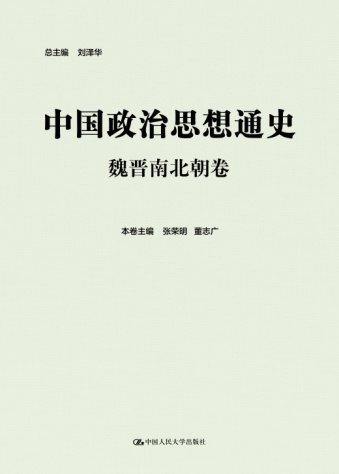 总主编 刘泽华
中国政治思想通史
魏晋南北朝卷
本卷主编 张荣明 董志广
中国人民大学出版社